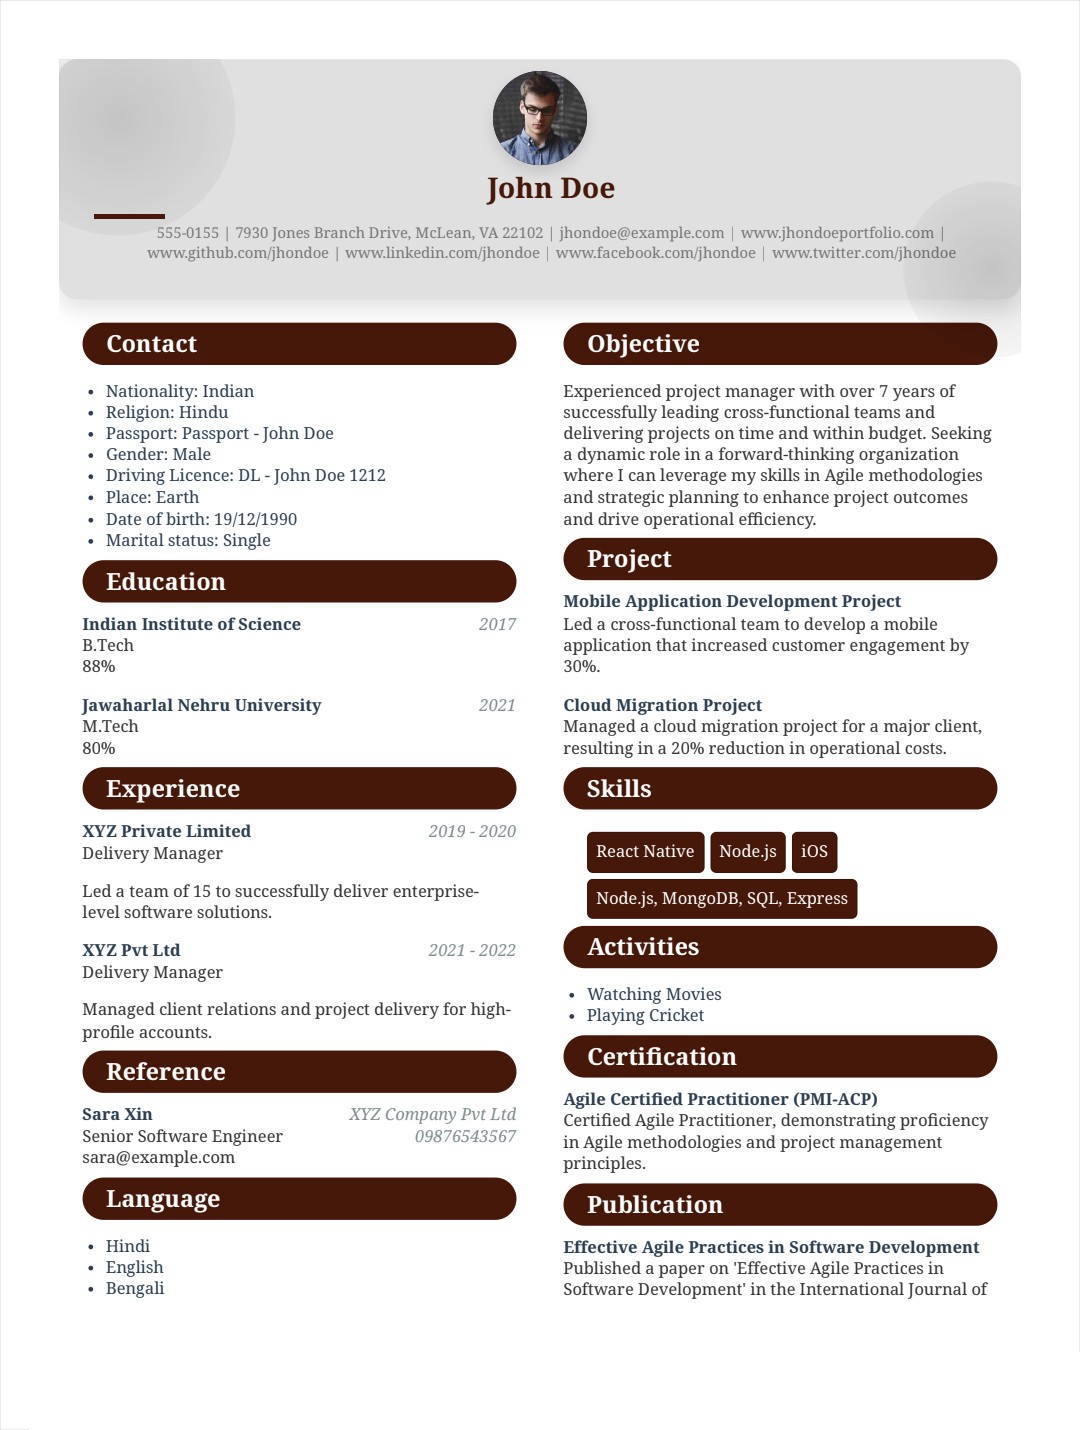 John Doe
555-0155 | 7930 Jones Branch Drive, McLean, VA 22102 | jhondoe@example.com | www.jhondoeportfolio.com |
www.github.com/jhondoe | www.linkedin.com/jhondoe | www.facebook.com/jhondoe | www.twitter.com/jhondoe
Contact
• Nationality: Indian
• Religion: Hindu
• Passport: Passport - John Doe
• Gender: Male
• Driving Licence: DL - John Doe 1212
• Place: Earth
• Date of birth: 19/12/1990
• Marital status: Single
Education
Indian Institute of Science 2017
B.Tech
88%
Jawaharlal Nehru University 2021
M.Tech
80%
Experience
XYZ Private Limited 2019 - 2020
Delivery Manager
Led a team of 15 to successfully deliver enterprise-
level software solutions.
XYZ Pvt Ltd 2021 - 2022
Delivery Manager
Managed client relations and project delivery for high-
profile accounts.
Reference
Sara Xin XYZ Company Pvt Ltd
Senior Software Engineer 09876543567
sara@example.com
Language
• Hindi
• English
• Bengali
Objective
Experienced project manager with over 7 years of
successfully leading cross-functional teams and
delivering projects on time and within budget. Seeking
a dynamic role in a forward-thinking organization
where I can leverage my skills in Agile methodologies
and strategic planning to enhance project outcomes
and drive operational efficiency.
Project
Mobile Application Development Project
Led a cross-functional team to develop a mobile
application that increased customer engagement by
30%.
Cloud Migration Project
Managed a cloud migration project for a major client,
resulting in a 20% reduction in operational costs.
Skills
React Native Node.js iOS
Node.js, MongoDB, SQL, Express
Activities
• Watching Movies
• Playing Cricket
Certification
Agile Certified Practitioner (PMI-ACP)
Certified Agile Practitioner, demonstrating proficiency
in Agile methodologies and project management
principles.
Publication
Effective Agile Practices in Software Development
Published a paper on 'Effective Agile Practices in
Software Development' in the International Journal of